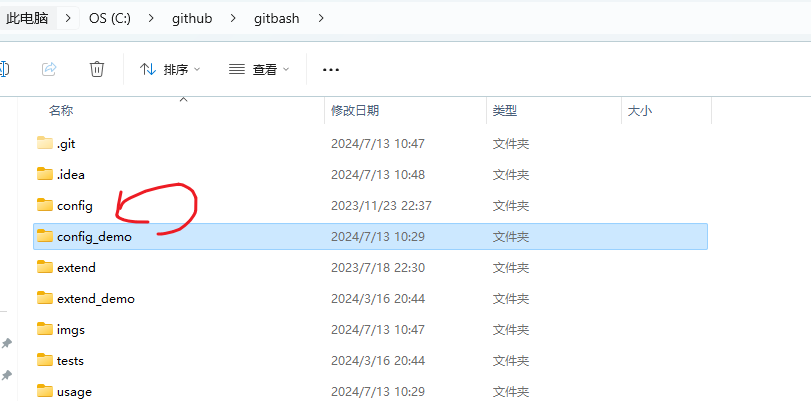 此电脑 > OS (C:) > github > gitbash >
排序 查看 ...
名称 修改日期 类型 大小
.git 2024/7/13 10:47 文件夹
.idea 2024/7/13 10:48 文件夹
config 2023/11/23 22:37 文件夹
config_demo 2024/7/13 10:29 文件夹
extend 2023/7/18 22:30 文件夹
extend_demo 2024/3/16 20:44 文件夹
imgs 2024/7/13 10:47 文件夹
tests 2024/3/16 20:44 文件夹
usage 2024/7/13 10:29 文件夹